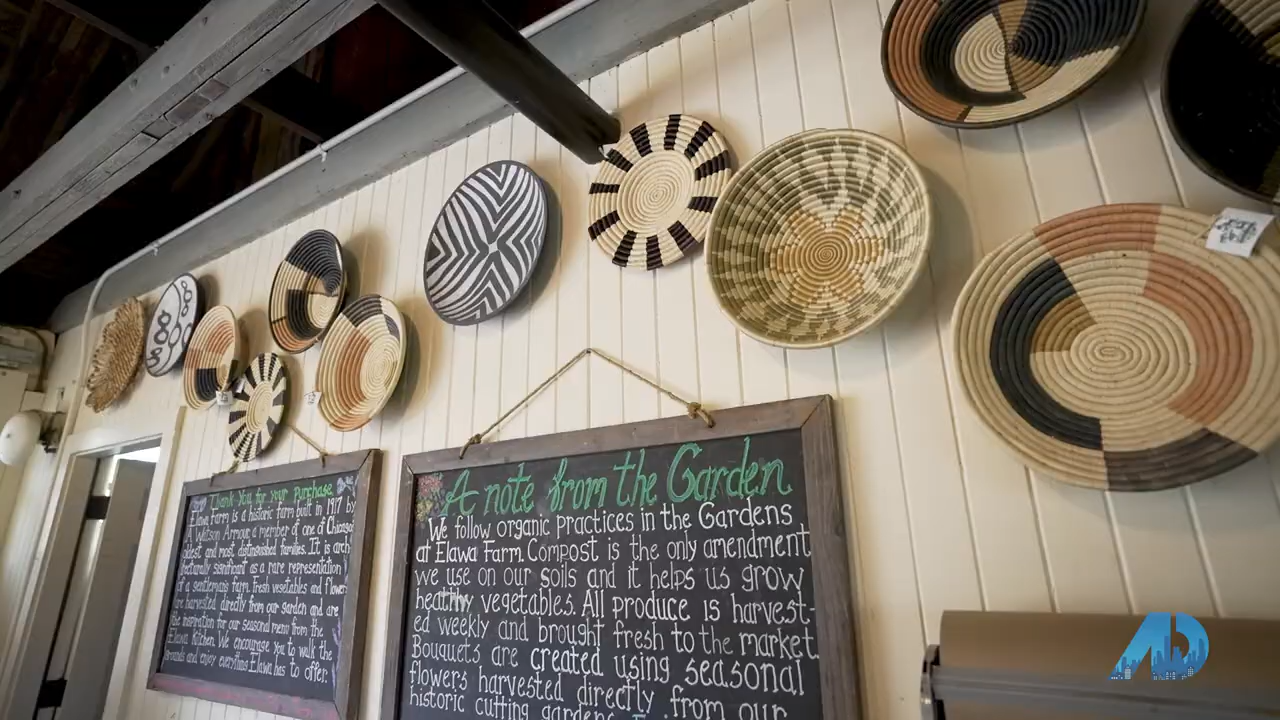 Thank You for your Purchase
Elawa Farm is a historic farm built in 1917 by
A Watson Armour a member of one of Chicago
oldest and most distinguished families. It is arch
itecturally significant as a rare representation
of a gentleman's farm. Fresh vegetables and flower
are harvested directly from our garden and are
the inspiration for our seasonal menu from the
Elawa Kitchen. We encourage you to walk the
grounds and enjoy everything Elawa has to offer.
A note from the Garden
We follow organic practices in the Gardens
at Elawa Farm. Compost is the only amendment
we use on our soils and it helps us grow
healthy vegetables. All produce is harvest-
ed weekly and brought fresh to the market.
Bouquets are created using seasonal
flowers harvested directly from our
historic cutting gardens.
AD